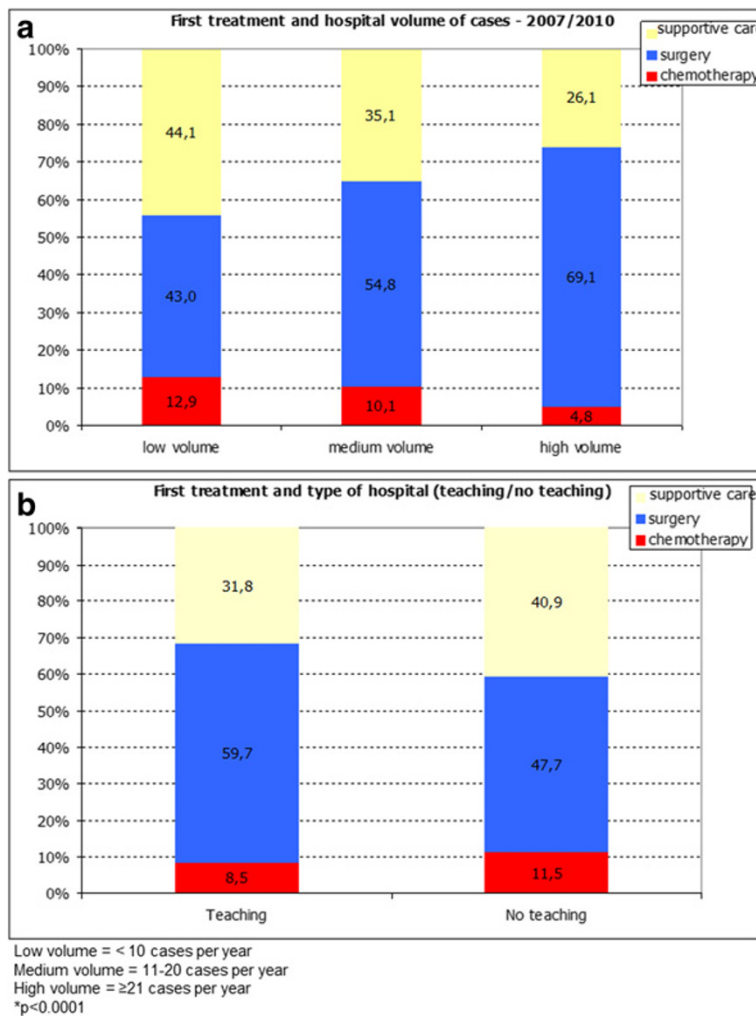 a
First treatment and hospital volume of cases - 2007/2010
supportive care
surgery
chemotherapy
100%
90%
80%
70%
60%
50%
40%
30%
20%
10%
0%
44,1
35,1
26,1
43,0
54,8
69,1
12,9
10,1
4,8
low volume
medium volume
high volume
b
First treatment and type of hospital (teaching/no teaching)
supportive care
surgery
chemotherapy
100%
90%
80%
70%
60%
50%
40%
30%
20%
10%
0%
31,8
40,9
59,7
47,7
8,5
11,5
Teaching
No teaching
Low volume = < 10 cases per year
Medium volume = 11-20 cases per year
High volume = ≥21 cases per year
*p<0.0001